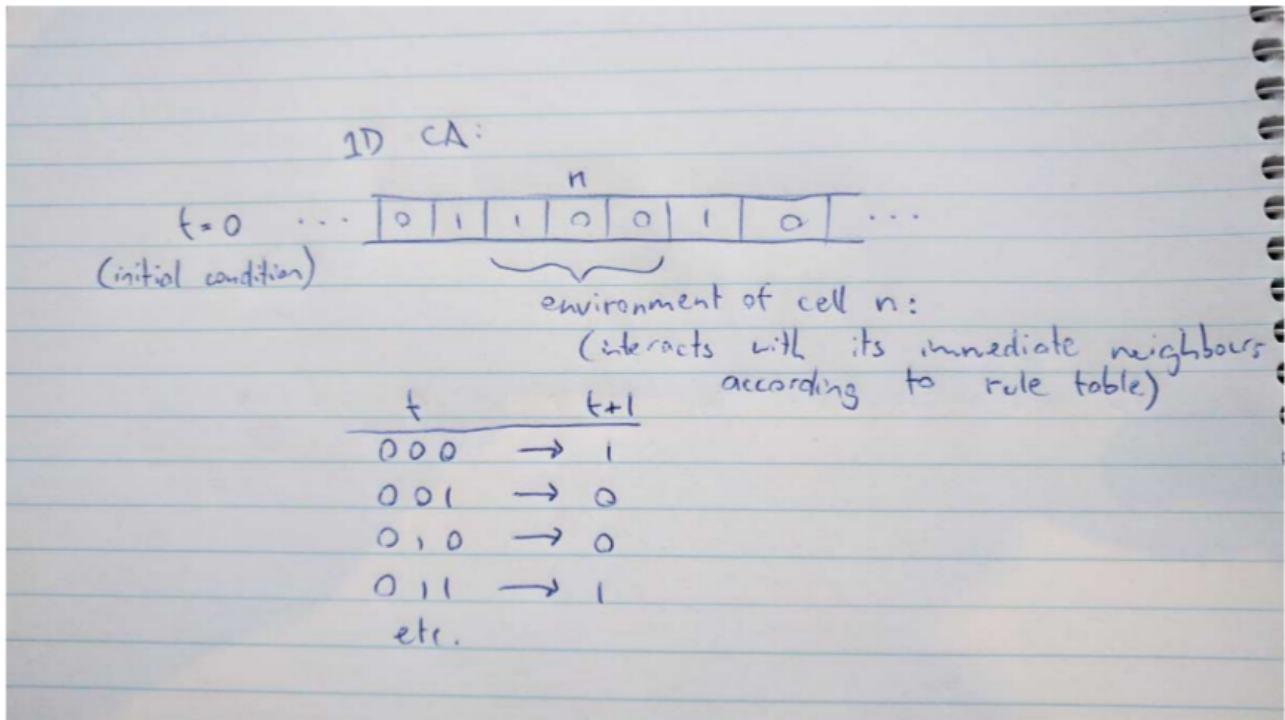 1D CA:
n
t=0 ... 0 1 1 0 0 1 0 ...
(initial condition)
environment of cell n:
(interacts with its immediate neighbours
according to rule table)
t t+1
000 → 1
001 → 0
010 → 0
011 → 1
etc.